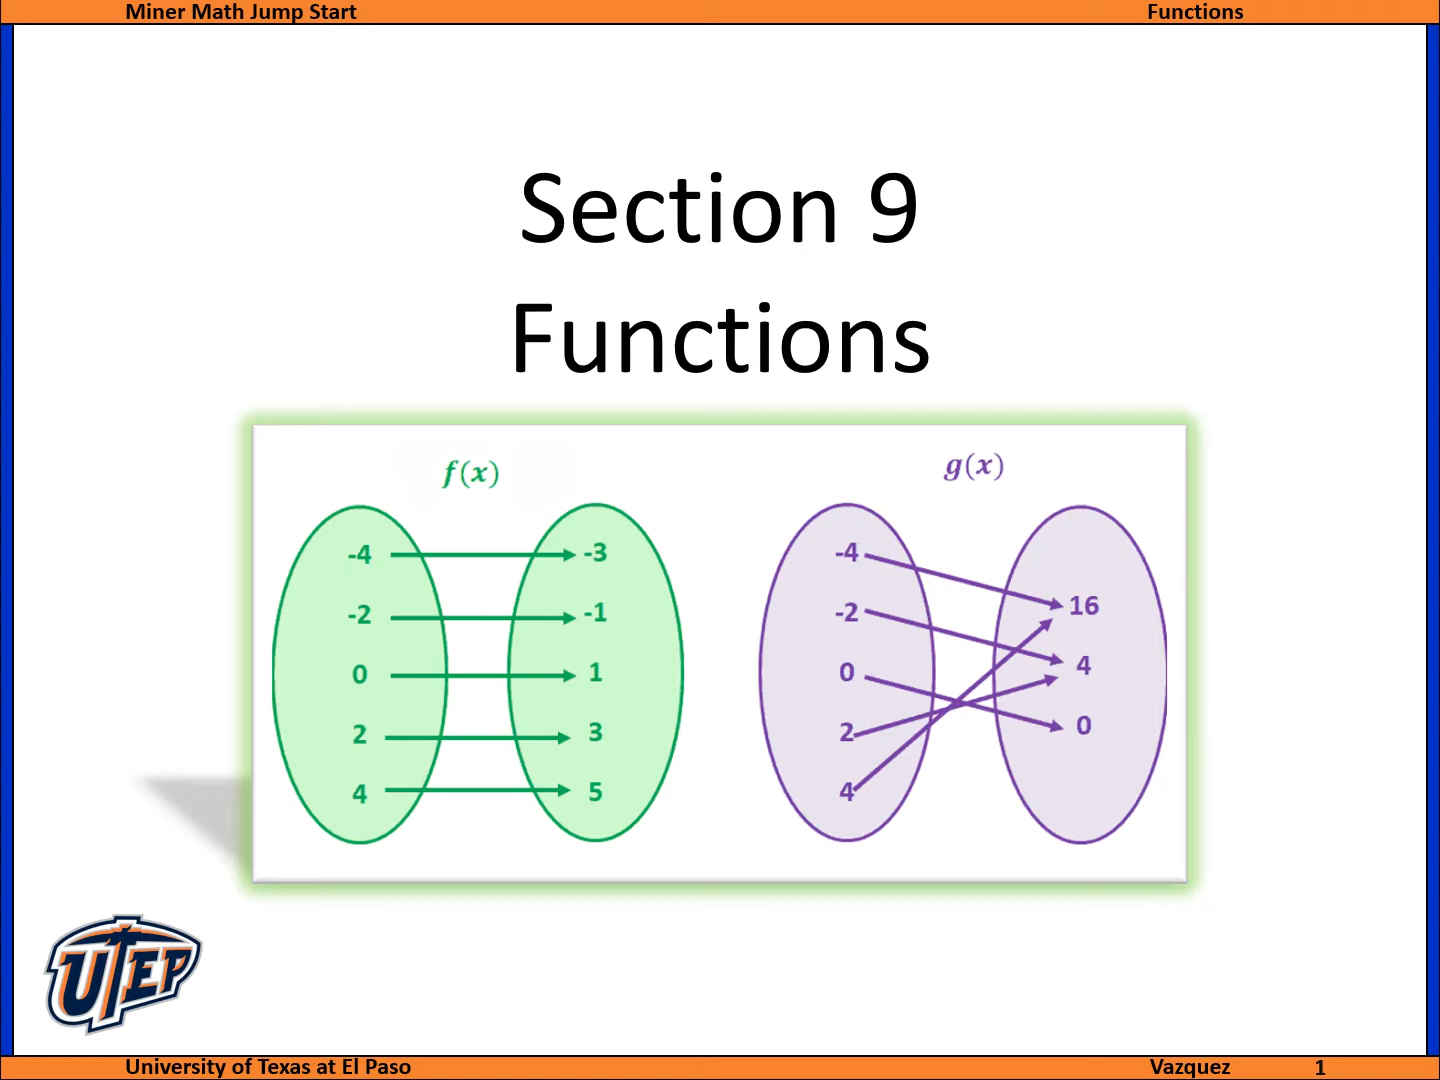 Miner Math Jump Start
Functions
Section 9
Functions
f(x)
-4
-2
0
2
4
-3
-1
1
3
5
g(x)
-4
-2
0
2
4
16
4
0
UTEP
University of Texas at El Paso
Vazquez
1